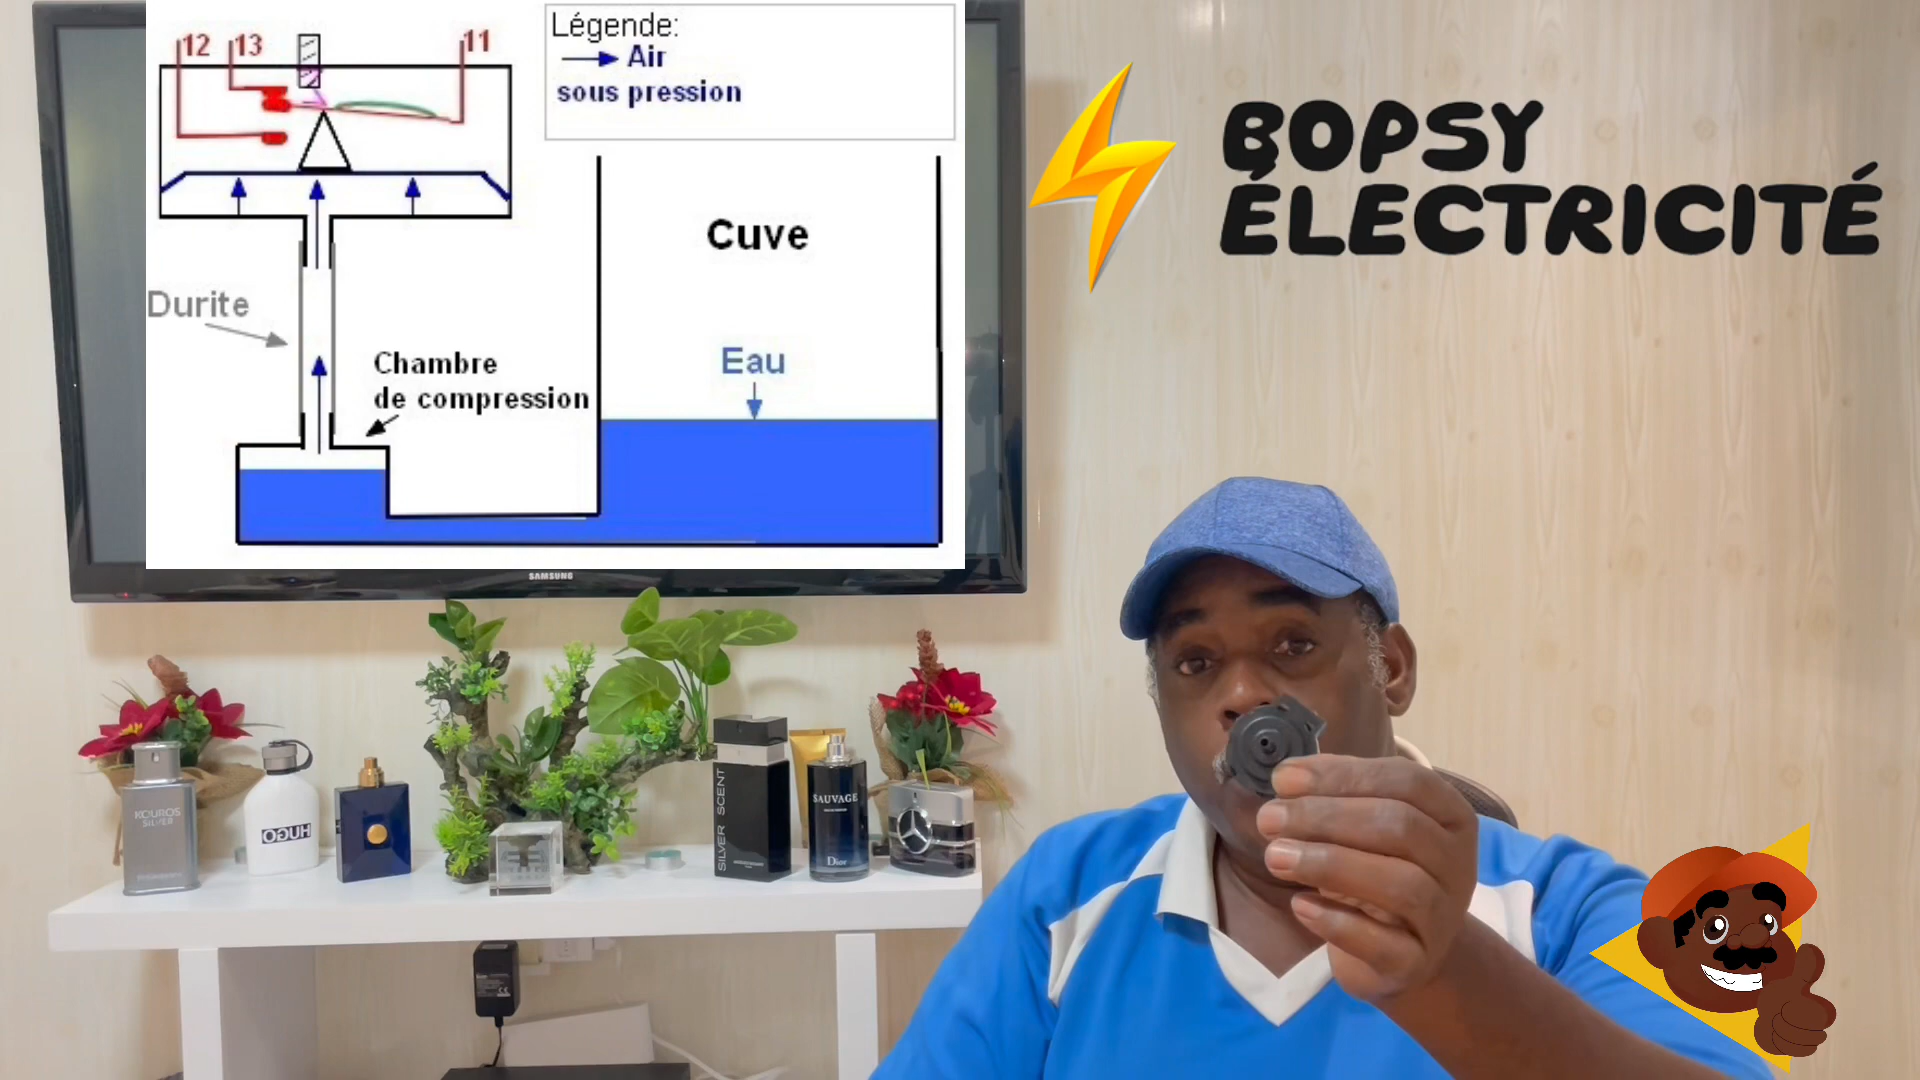 12
13
11
Légende:
Air
sous pression
Cuve
Durite
Chambre
de compression
Eau
BOPSY
ÉLECTRICITÉ
SAMSUNG
KOUROS
SILVER
HUGO
SILVER SCENT
SAUVAGE
Dior